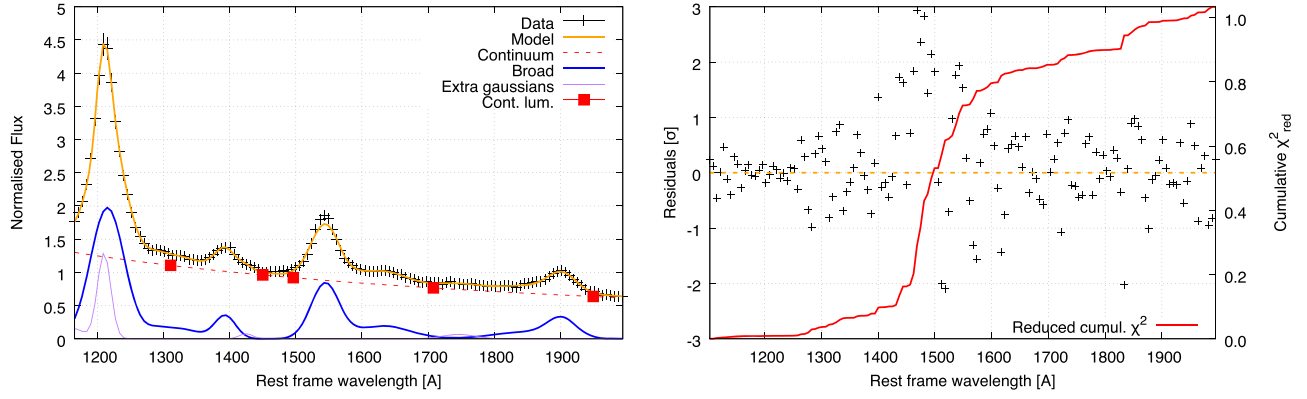 5
4.5
4
3.5
3
2.5
2
1.5
1
0.5
0
Normalised Flux
Data
Model
Continuum
Broad
Extra gaussians
Cont. lum.
1200 1300 1400 1500 1600 1700 1800 1900
Rest frame wavelength [A]
3
2
1
0
-1
-2
-3
Residuals [σ]
Reduced cumul. χ²
1200 1300 1400 1500 1600 1700 1800 1900
Rest frame wavelength [A]
1.0
0.8
0.6
0.4
0.2
0.0
Cumulative χ²red